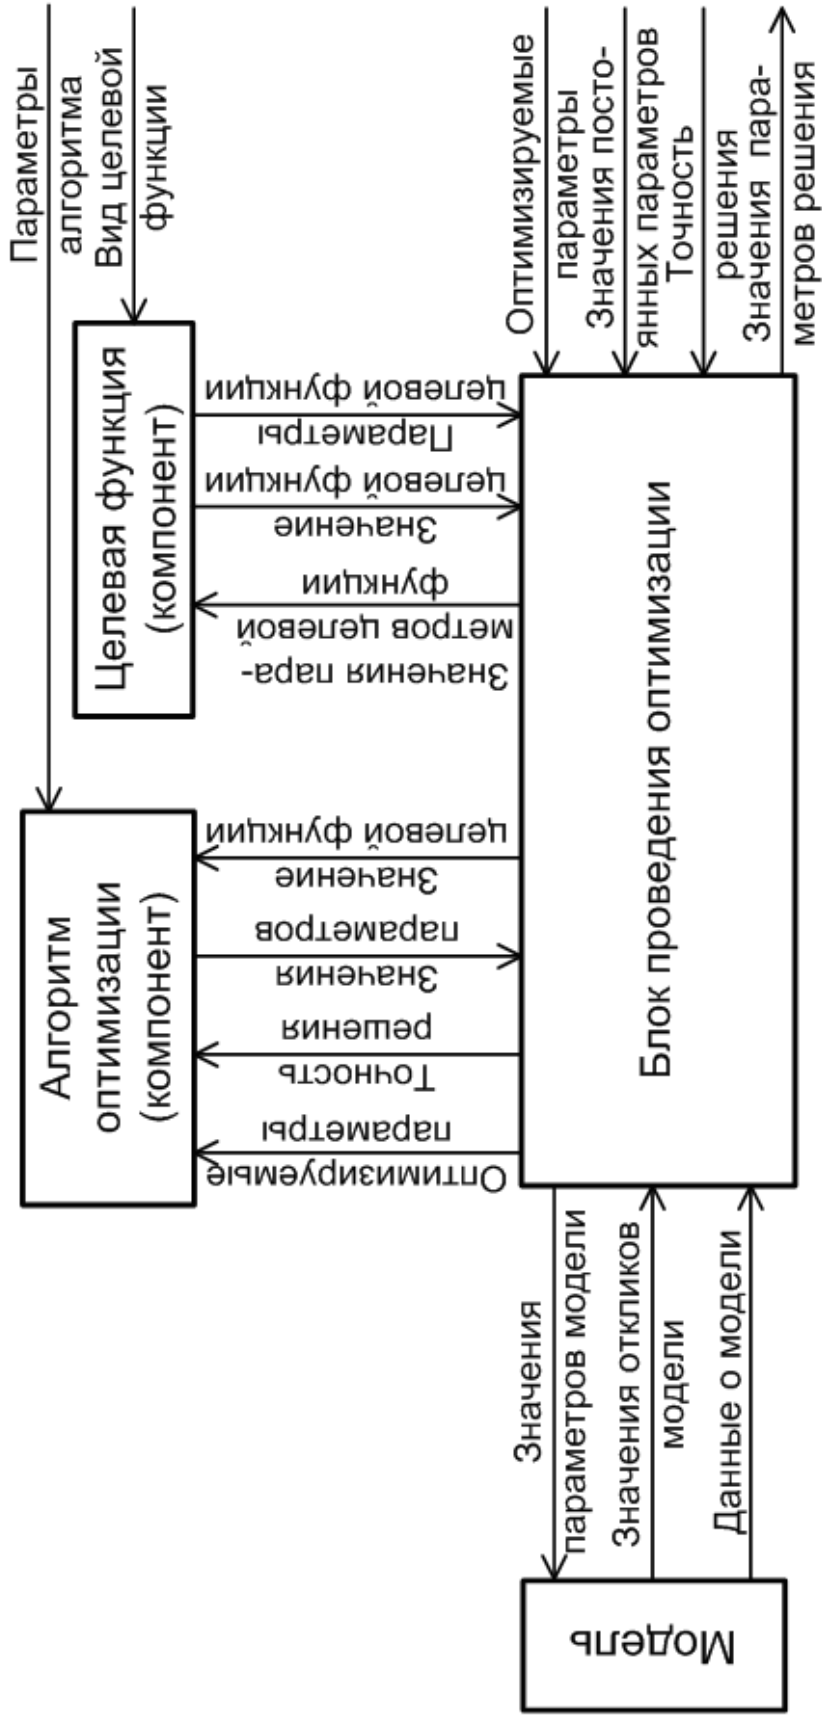 Параметры
алгоритма
Вид целевой
функции
Целевая функция
(компонент)
Алгоритм
оптимизации
(компонент)
целевой функции
Параметры
целевой функции
Значение
функции
метров целевой
Значения пара-
целевой функции
Значение
параметров
Значения
решения
Точность
параметры
Оптимизируемые
Оптимизируемые
параметры
Значения посто-
янных параметров
Точность
решения
Значения пара-
метров решения
Блок проведения оптимизации
Значения
параметров модели
Значения откликов
модели
Данные о модели
Модель